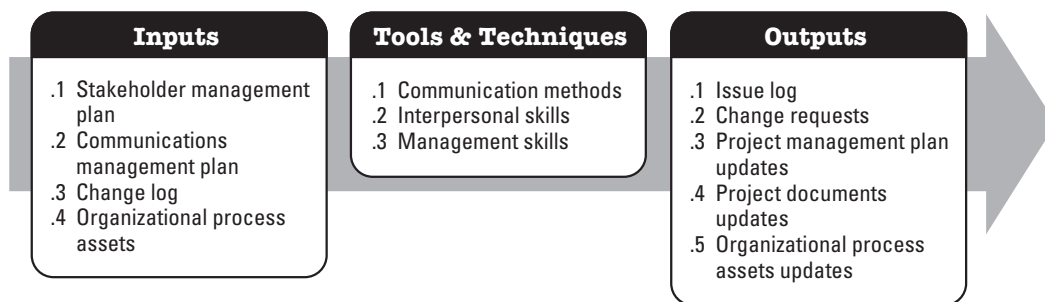 Inputs
.1 Stakeholder management
plan
.2 Communications
management plan
.3 Change log
.4 Organizational process
assets
Tools & Techniques
.1 Communication methods
.2 Interpersonal skills
.3 Management skills
Outputs
.1 Issue log
.2 Change requests
.3 Project management plan
updates
.4 Project documents
updates
.5 Organizational process
assets updates